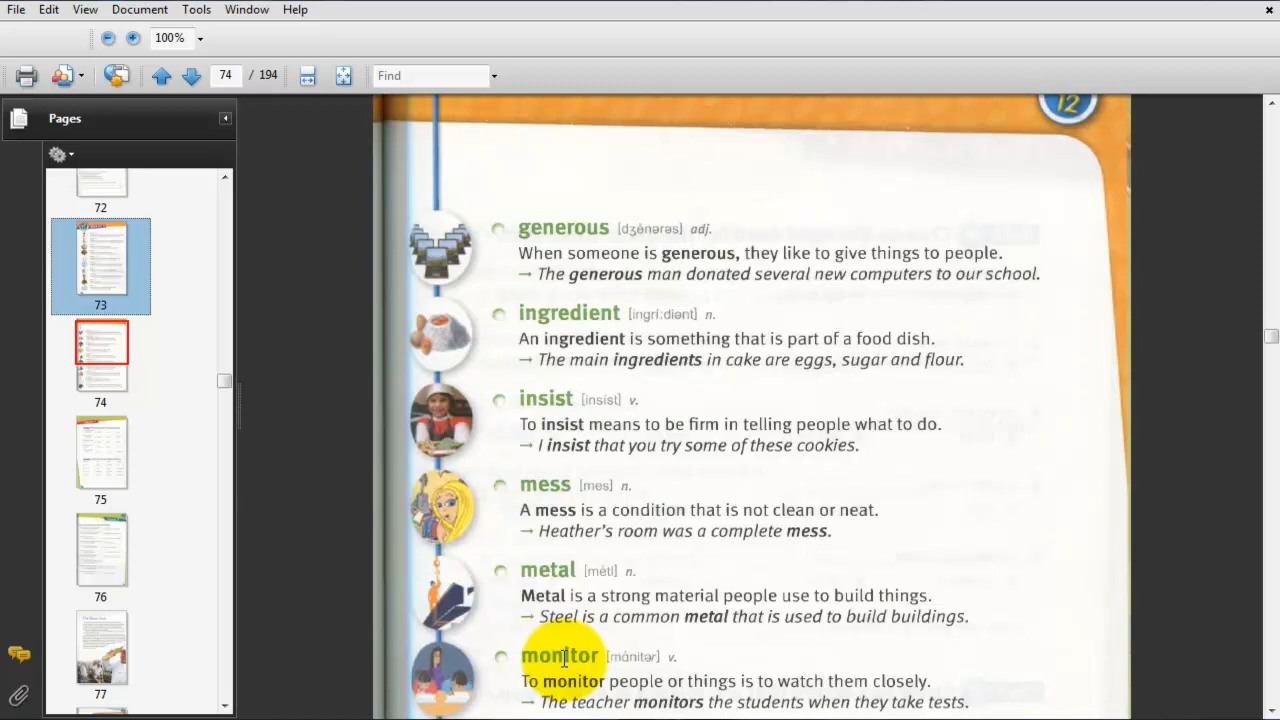 File Edit View Document Tools Window Help
100%
74 / 194 Find
Pages
12
72
73
74
75
76
77
generous [dʒénərəs] adj.
When someone is generous, they like to give things to people.
→ The generous man donated several new computers to our school.
ingredient [ingríːdiənt] n.
An ingredient is something that is part of a food dish.
→ The main ingredients in cake are eggs, sugar and flour.
insist [insíst] v.
To insist means to be firm in telling people what to do.
→ I insist that you try some of these cookies.
mess [mes] n.
A mess is a condition that is not clean or neat.
→ Heather's room was a complete mess.
metal [métl] n.
Metal is a strong material people use to build things.
→ Steel is a common metal that is used to build buildings.
monitor [mánitər] v.
To monitor people or things is to watch them closely.
→ The teacher monitors the students when they take tests.